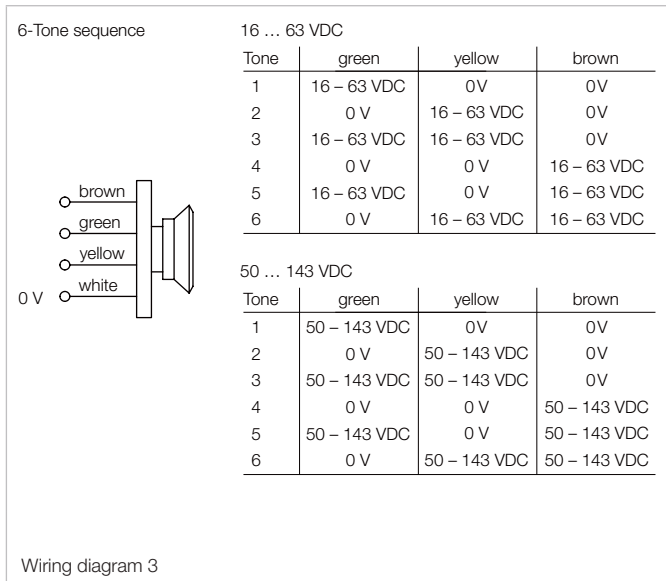 6-Tone sequence
16 … 63 VDC
Tone green yellow brown
1 16 – 63 VDC 0V 0V
2 0 V 16 – 63 VDC 0V
3 16 – 63 VDC 16 – 63 VDC 0V
4 0 V 0 V 16 – 63 VDC
5 16 – 63 VDC 0 V 16 – 63 VDC
6 0 V 16 – 63 VDC 16 – 63 VDC
brown
green
yellow
0 V white
50 … 143 VDC
Tone green yellow brown
1 50 – 143 VDC 0V 0V
2 0 V 50 – 143 VDC 0V
3 50 – 143 VDC 50 – 143 VDC 0V
4 0 V 0 V 50 – 143 VDC
5 50 – 143 VDC 0 V 50 – 143 VDC
6 0 V 50 – 143 VDC 50 – 143 VDC
Wiring diagram 3